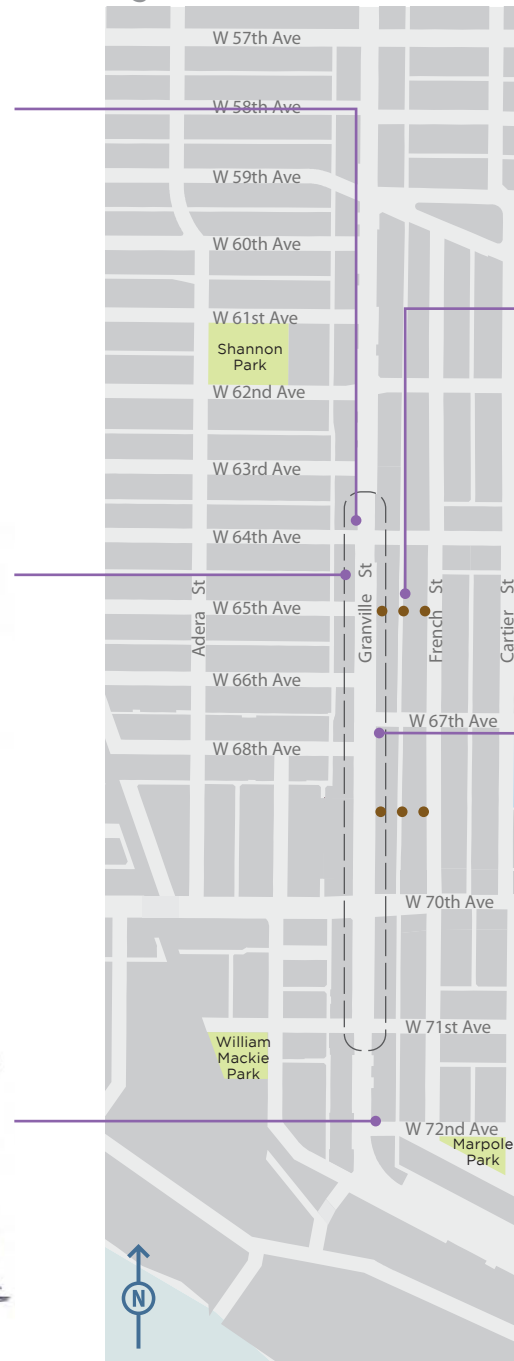 W 57th Ave
W 58th Ave
W 59th Ave
W 60th Ave
W 61st Ave
Shannon
Park
W 62nd Ave
W 63rd Ave
W 64th Ave
Adera St
Granville St
French St
Cartier St
W 65th Ave
W 66th Ave
W 67th Ave
W 68th Ave
W 70th Ave
W 71st Ave
William
Mackie
Park
W 72nd Ave
Marpole
Park
N